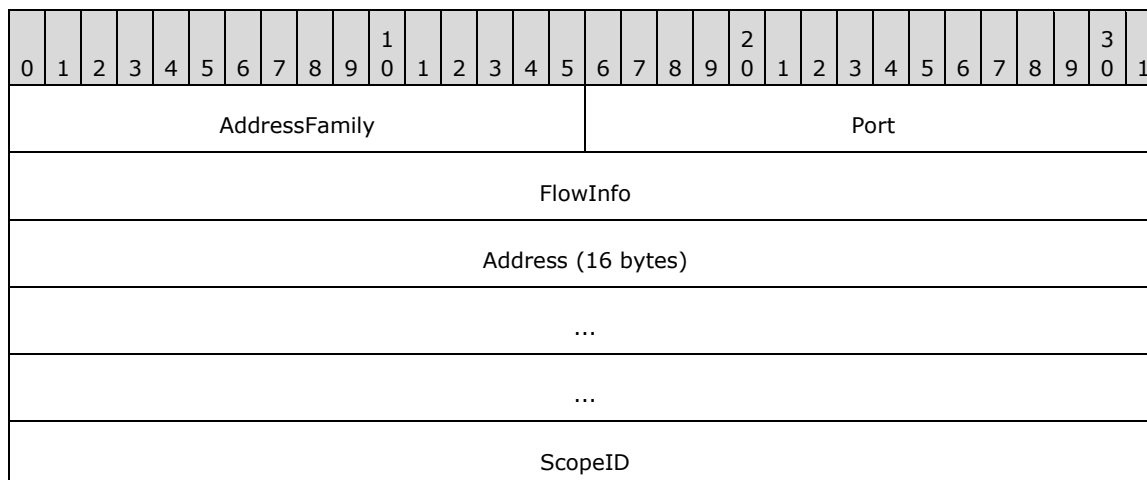 1 2 3
0 1 2 3 4 5 6 7 8 9 0 1 2 3 4 5 6 7 8 9 0 1 2 3 4 5 6 7 8 9 0 1
AddressFamily Port
FlowInfo
Address (16 bytes)
...
...
ScopeID